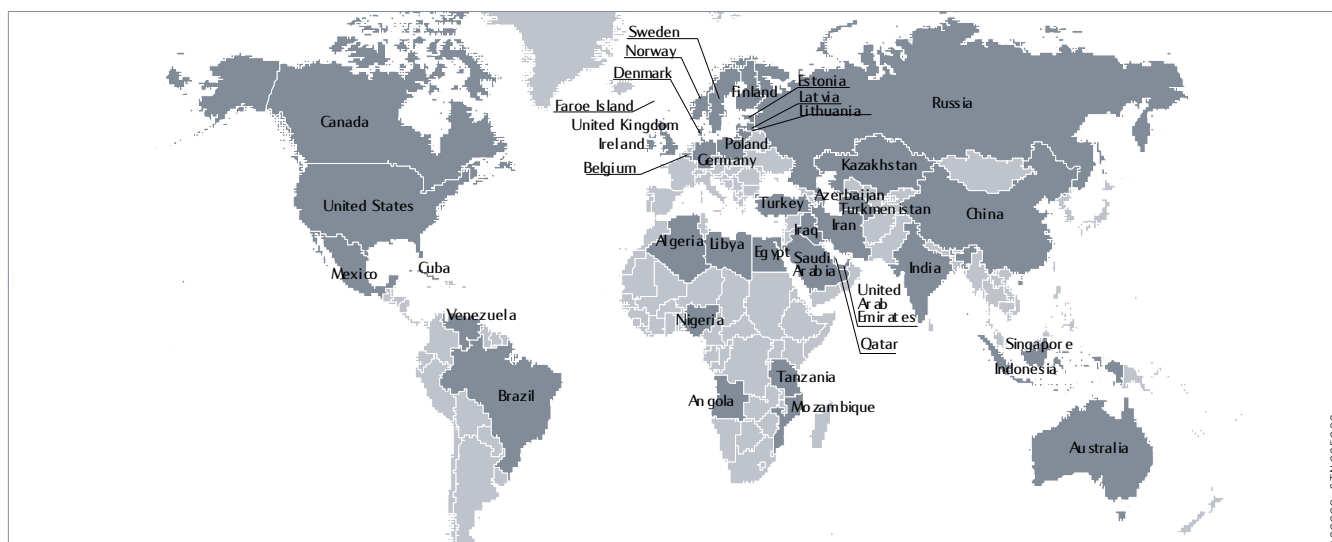 Sweden
Norway
Denmark
Finland
Estonia
Latvia
Lithuania
Russia
Faroe Island
Canada
United Kingdom
Ireland
Poland
Germany
Belgium
Kazakhstan
United States
Turkey
Azerbaijan
Turkmenistan
China
Iraq
Iran
Algeria
Libya
Egypt
Saudi
Arabia
India
Mexico
Cuba
United
Arab
Emirates
Venezuela
Nigeria
Qatar
Singapore
Indonesia
Tanzania
Brazil
Angola
Mozambique
Australia